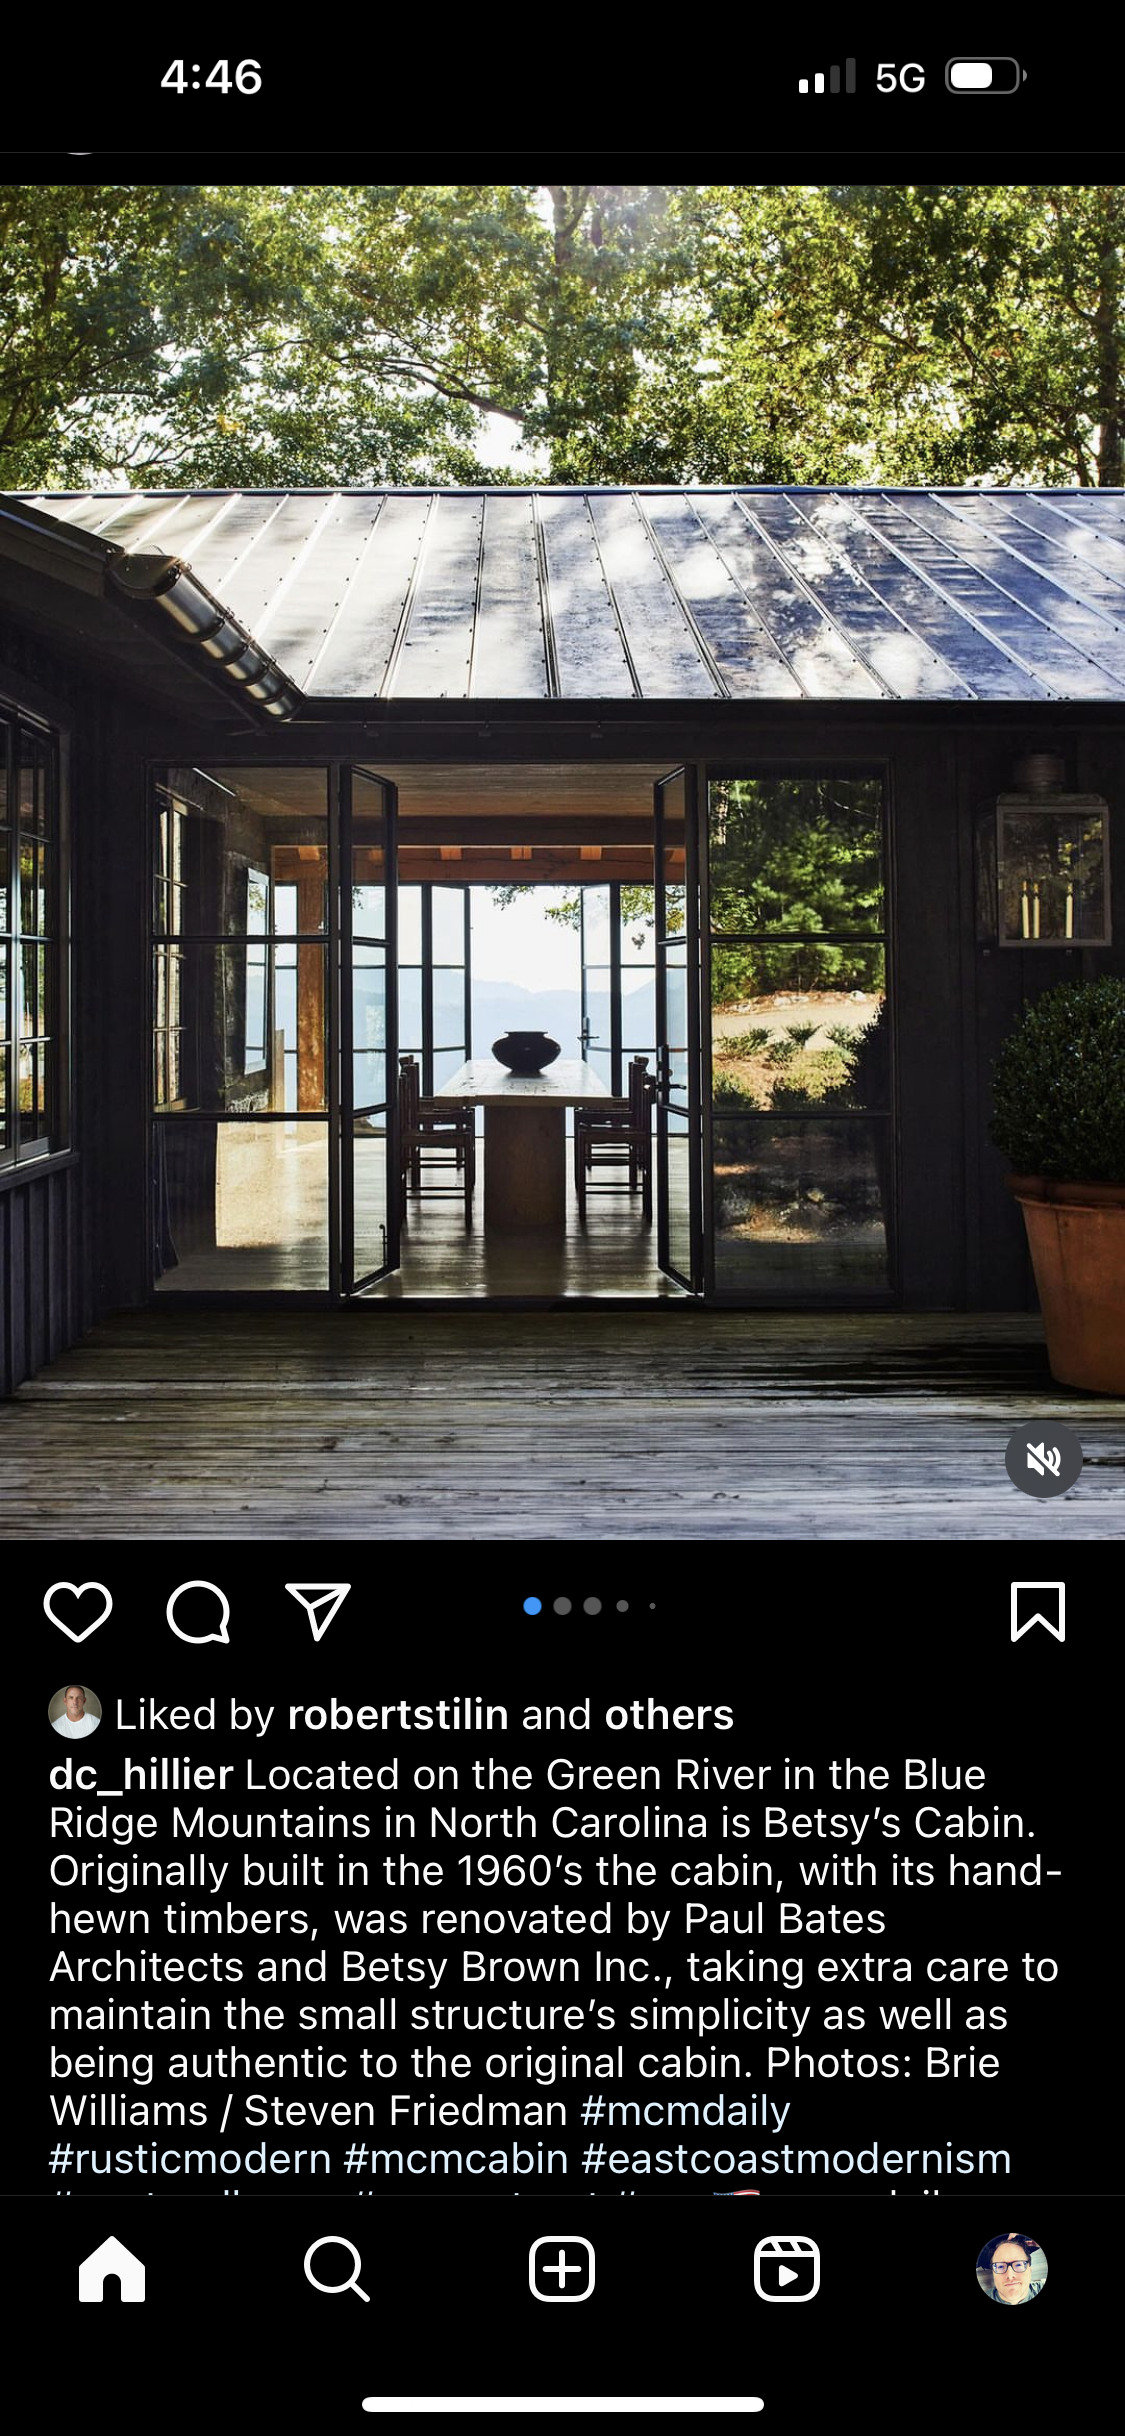 4:46
5G
Liked by robertstilin and others
dc_hillier Located on the Green River in the Blue
Ridge Mountains in North Carolina is Betsy’s Cabin.
Originally built in the 1960’s the cabin, with its hand-
hewn timbers, was renovated by Paul Bates
Architects and Betsy Brown Inc., taking extra care to
maintain the small structure’s simplicity as well as
being authentic to the original cabin. Photos: Brie
Williams / Steven Friedman #mcmdaily
#rusticmodern #mcmcabin #eastcoastmodernism